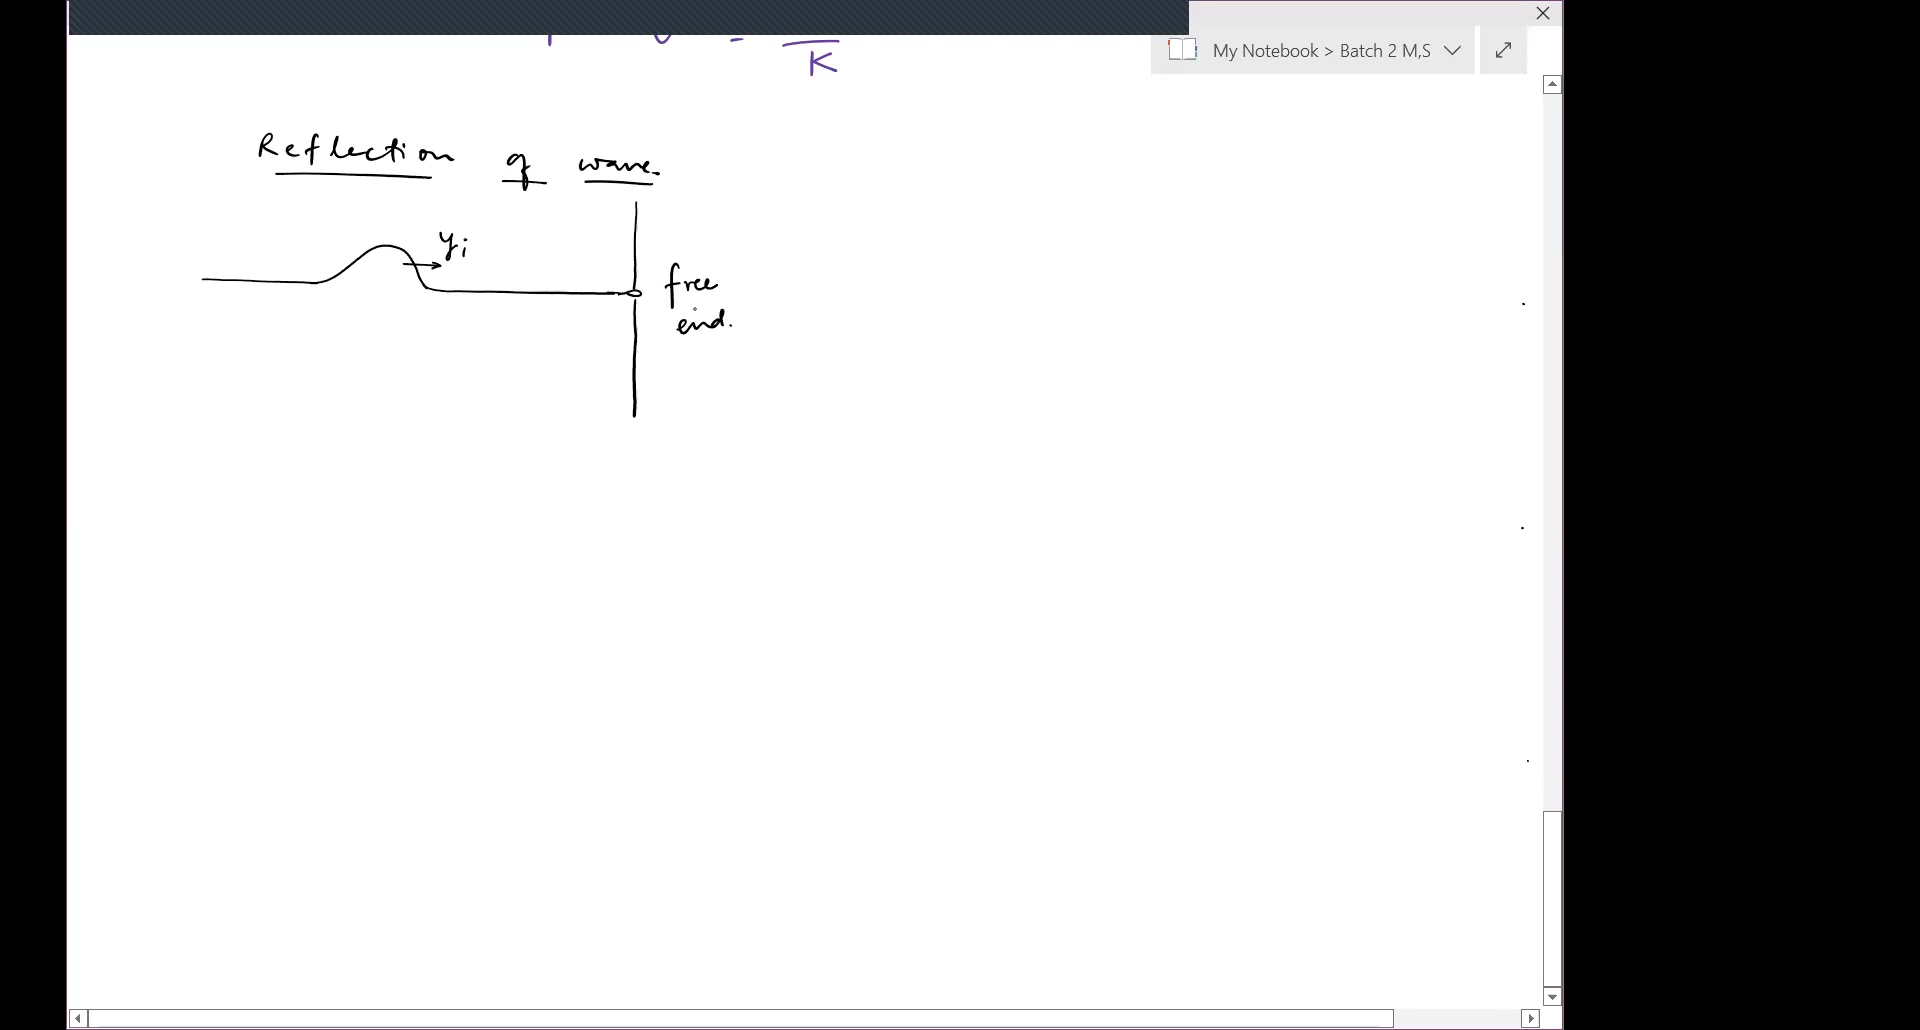 My Notebook > Batch 2 M,S
K
Reflection of wave.
yi
free
end.